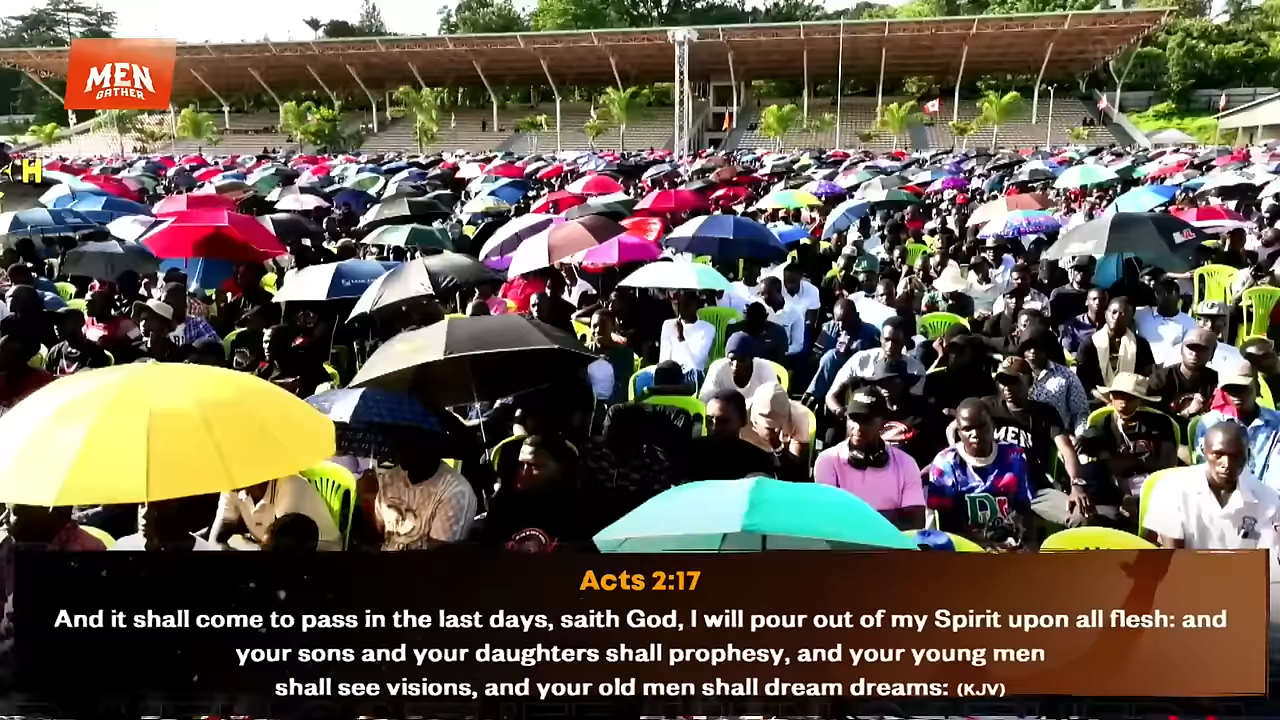 MEN
GATHER
H
MEN
Acts 2:17
And it shall come to pass in the last days, saith God, I will pour out of my Spirit upon all flesh: and
your sons and your daughters shall prophesy, and your young men
shall see visions, and your old men shall dream dreams: (KJV)